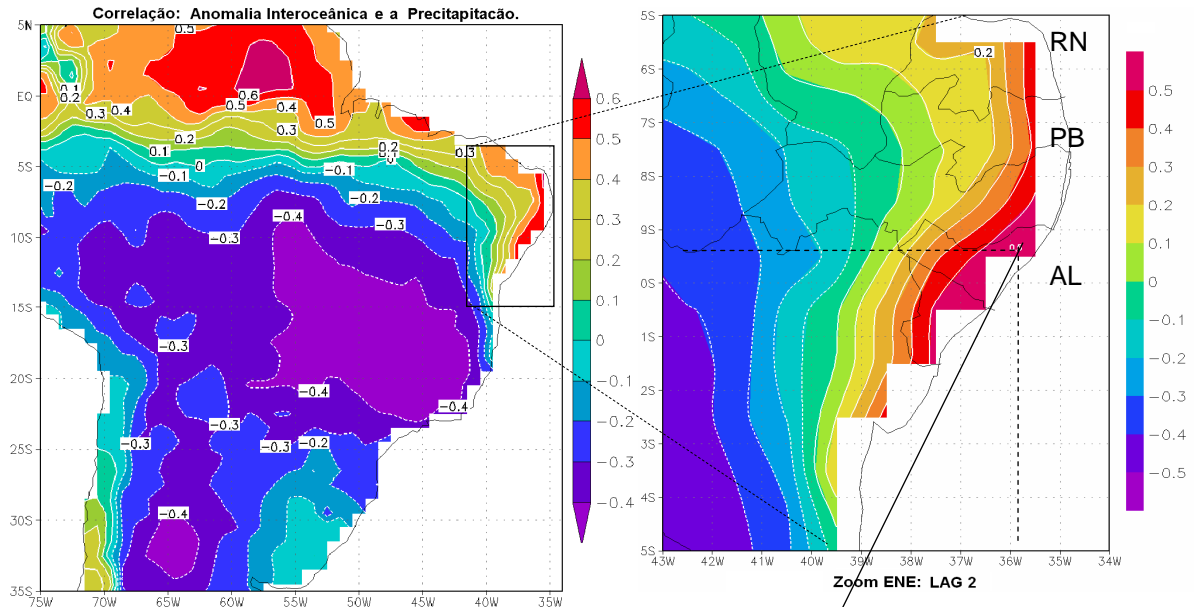 Correlação: Anomalia Interoceânica e a Precitapitacão.
5N
EQ
5S
10S
15S
20S
25S
30S
35S
75W 70W 65W 60W 55W 50W 45W 40W 35W
0.5
0.1
0.2
0.3
0.4
0.6
0.5
0.4
0.5
0.3
0.2
0.1
0
-0.1
-0.2
-0.2
-0.1
0.2
0.3
-0.2
-0.3
-0.3
-0.4
-0.3
-0.4
-0.4
-0.3
-0.3
-0.3
-0.2
-0.4
0.6
0.5
0.4
0.3
0.2
0.1
0
-0.1
-0.2
-0.3
-0.4
5S
6S
7S
8S
9S
0S
1S
2S
3S
4S
5S
42W 41W 40W 39W 38W 37W 36W 35W 34W
0.2
RN
PB
AL
Zoom ENE: LAG 2
0.5
0.4
0.3
0.2
0.1
0
-0.1
-0.2
-0.3
-0.4
-0.5